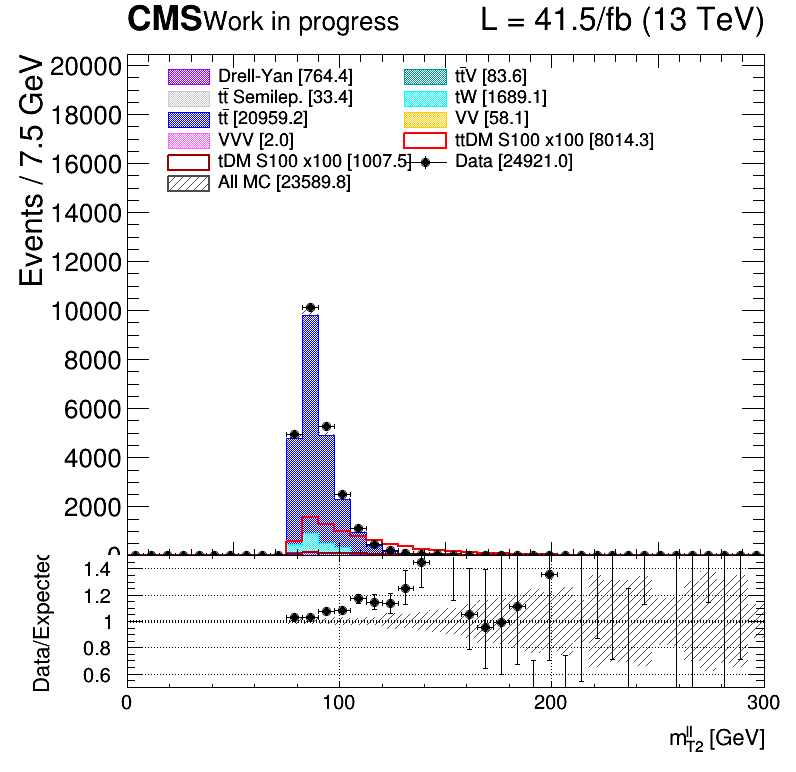 CMS Work in progress L = 41.5/fb (13 TeV)
Events / 7.5 GeV
20000
18000
16000
14000
12000
10000
8000
6000
4000
2000
0
Drell-Yan [764.4] tt̄V [83.6]
tt̄ Semilep. [33.4] tW [1689.1]
tt̄ [20959.2] VV [58.1]
VVV [2.0] ttDM S100 x100 [8014.3]
tDM S100 x100 [1007.5] Data [24921.0]
All MC [23589.8]
Data/Expected
1.4
1.2
1
0.8
0.6
0 100 200 300
m_{T2}^{ll} [GeV]